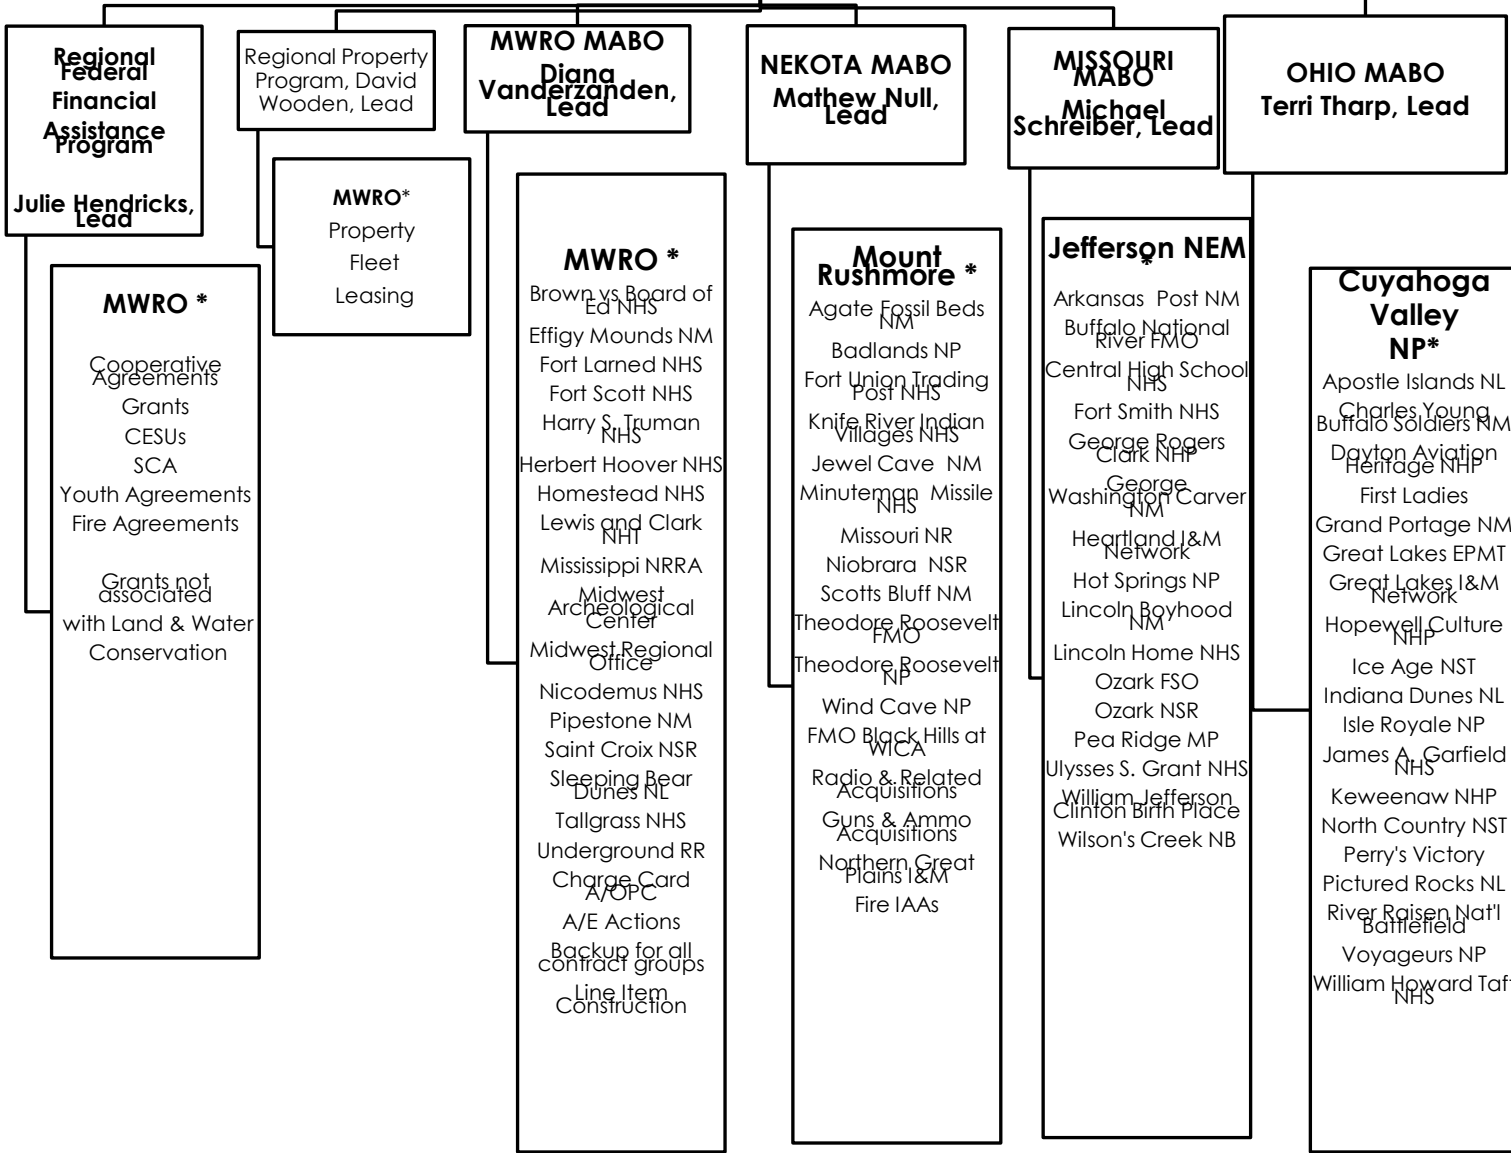 Regional
Federal
Financial
Assistance
Program
Julie Hendricks,
Lead
MWRO *
Cooperative
Agreements
Grants
CESUs
SCA
Youth Agreements
Fire Agreements
Grants not
associated
with Land & Water
Conservation
Regional Property
Program, David
Wooden, Lead
MWRO*
Property
Fleet
Leasing
MWRO MABO
Diana
Vanderzanden,
Lead
MWRO *
Brown vs Board of
Ed NHS
Effigy Mounds NM
Fort Larned NHS
Fort Scott NHS
Harry S. Truman
NHS
Herbert Hoover NHS
Homestead NHS
Lewis and Clark
NHT
Mississippi NRRA
Midwest
Archeological
Center
Midwest Regional
Office
Nicodemus NHS
Pipestone NM
Saint Croix NSR
Sleeping Bear
Dunes NL
Tallgrass NHS
Underground RR
Charge Card
A/OPC
A/E Actions
Backup for all
contract groups
Line Item
Construction
NEKOTA MABO
Mathew Null,
Lead
Mount
Rushmore *
Agate Fossil Beds
NM
Badlands NP
Fort Union Trading
Post NHS
Knife River Indian
Villages NHS
Jewel Cave NM
Minuteman Missile
NHS
Missouri NR
Niobrara NSR
Scotts Bluff NM
Theodore Roosevelt
FMO
Theodore Roosevelt
NP
Wind Cave NP
FMO Black Hills at
WICA
Radio & Related
Acquisitions
Guns & Ammo
Acquisitions
Northern Great
Plains I&M
Fire IAAs
MISSOURI
MABO
Michael
Schreiber, Lead
Jefferson NEM
*
Arkansas Post NM
Buffalo National
River FMO
Central High School
NHS
Fort Smith NHS
George Rogers
Clark NHP
George
Washington Carver
NM
Heartland I&M
Network
Hot Springs NP
Lincoln Boyhood
NM
Lincoln Home NHS
Ozark FSO
Ozark NSR
Pea Ridge MP
Ulysses S. Grant NHS
William Jefferson
Clinton Birth Place
Wilson's Creek NB
OHIO MABO
Terri Tharp, Lead
Cuyahoga
Valley
NP*
Apostle Islands NL
Charles Young
Buffalo Soldiers NM
Dayton Aviation
Heritage NHP
First Ladies
Grand Portage NM
Great Lakes EPMT
Great Lakes I&M
Network
Hopewell Culture
NHP
Ice Age NST
Indiana Dunes NL
Isle Royale NP
James A. Garfield
NHS
Keweenaw NHP
North Country NST
Perry's Victory
Pictured Rocks NL
River Raisen Nat'l
Battlefield
Voyageurs NP
William Howard Taft
NHS